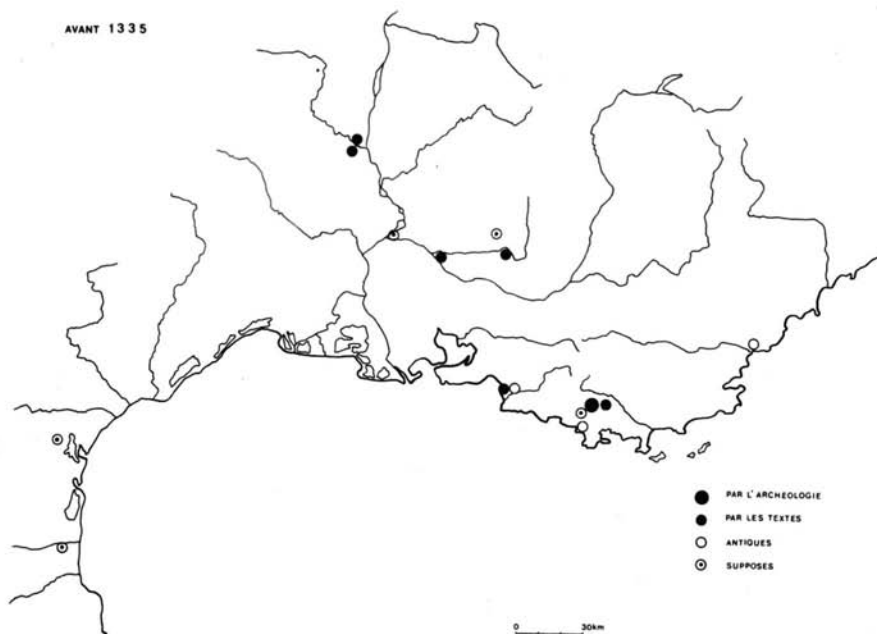 AVANT 1335
PAR L'ARCHEOLOGIE
PAR LES TEXTES
ANTIQUES
SUPPOSES
0 30km